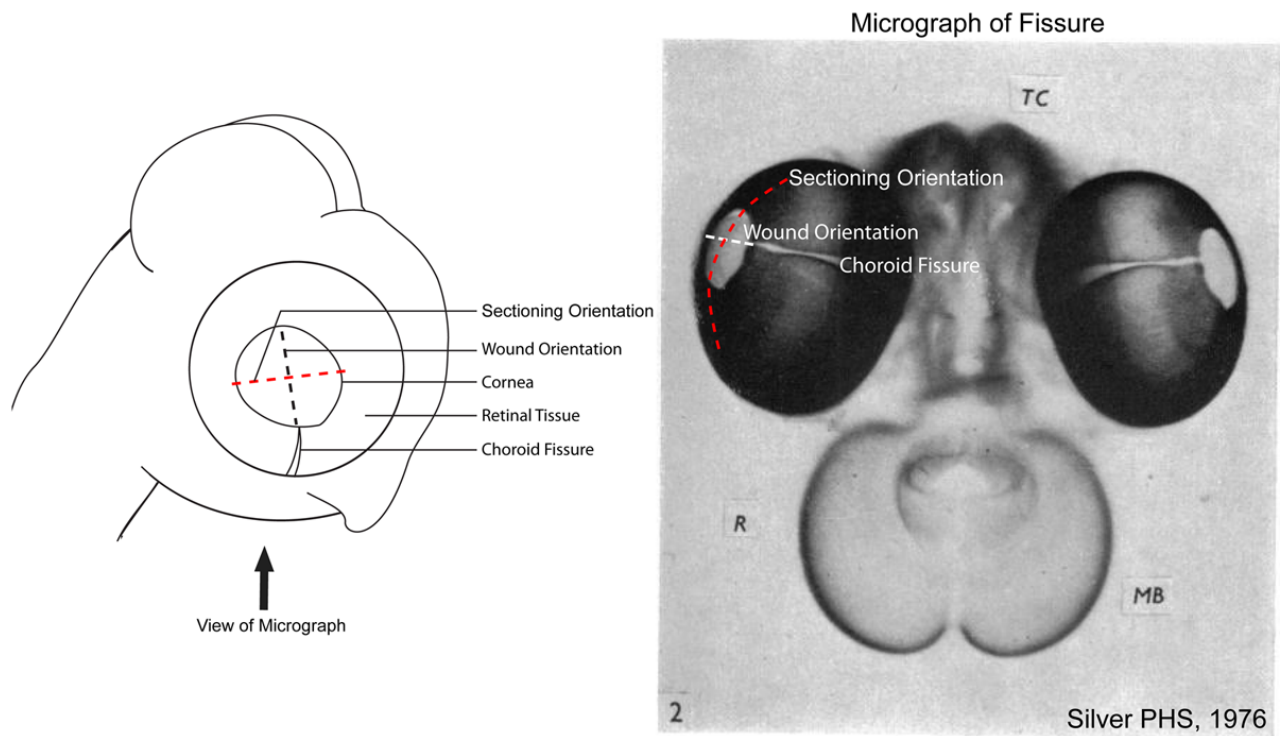 Micrograph of Fissure
TC
Sectioning Orientation
Wound Orientation
Choroid Fissure
Sectioning Orientation
Wound Orientation
Cornea
Retinal Tissue
Choroid Fissure
View of Micrograph
R
MB
2
Silver PHS, 1976